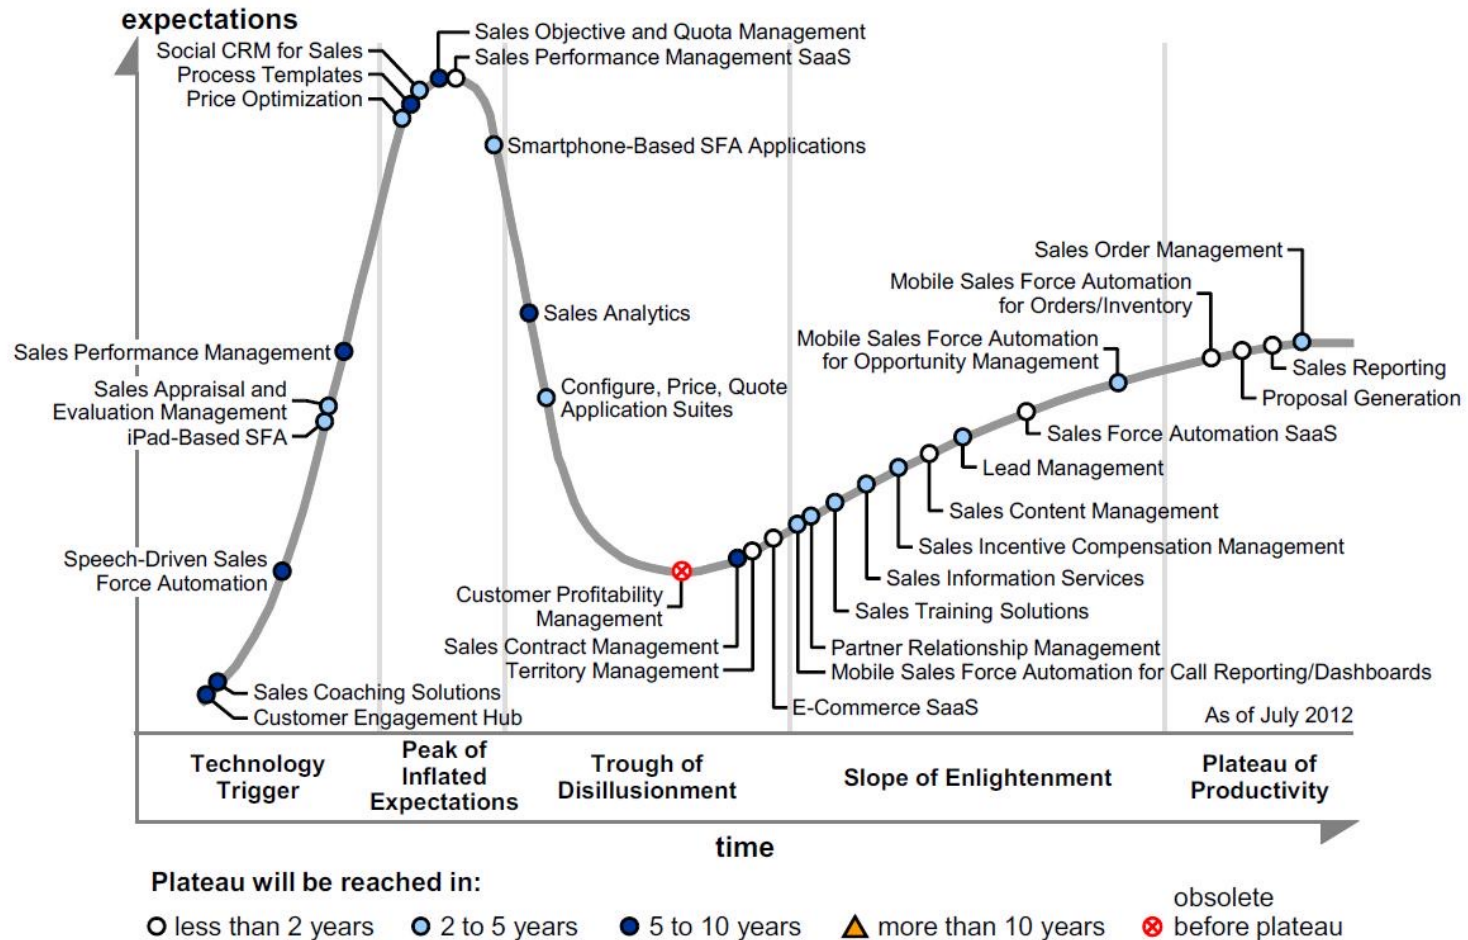 expectations
Social CRM for Sales
Process Templates
Price Optimization
Sales Objective and Quota Management
Sales Performance Management SaaS
Smartphone-Based SFA Applications
Sales Analytics
Configure, Price, Quote
Application Suites
Sales Performance Management
Sales Appraisal and
Evaluation Management
iPad-Based SFA
Speech-Driven Sales
Force Automation
Sales Coaching Solutions
Customer Engagement Hub
Customer Profitability
Management
Sales Contract Management
Territory Management
E-Commerce SaaS
Mobile Sales Force Automation for Call Reporting/Dashboards
Partner Relationship Management
Sales Training Solutions
Sales Information Services
Sales Incentive Compensation Management
Sales Content Management
Lead Management
Sales Force Automation SaaS
Mobile Sales Force Automation
for Opportunity Management
Mobile Sales Force Automation
for Orders/Inventory
Sales Order Management
Sales Reporting
Proposal Generation
As of July 2012
Technology
Trigger
Peak of
Inflated
Expectations
Trough of
Disillusionment
Slope of Enlightenment
Plateau of
Productivity
time
Plateau will be reached in:
less than 2 years
2 to 5 years
5 to 10 years
more than 10 years
obsolete
before plateau